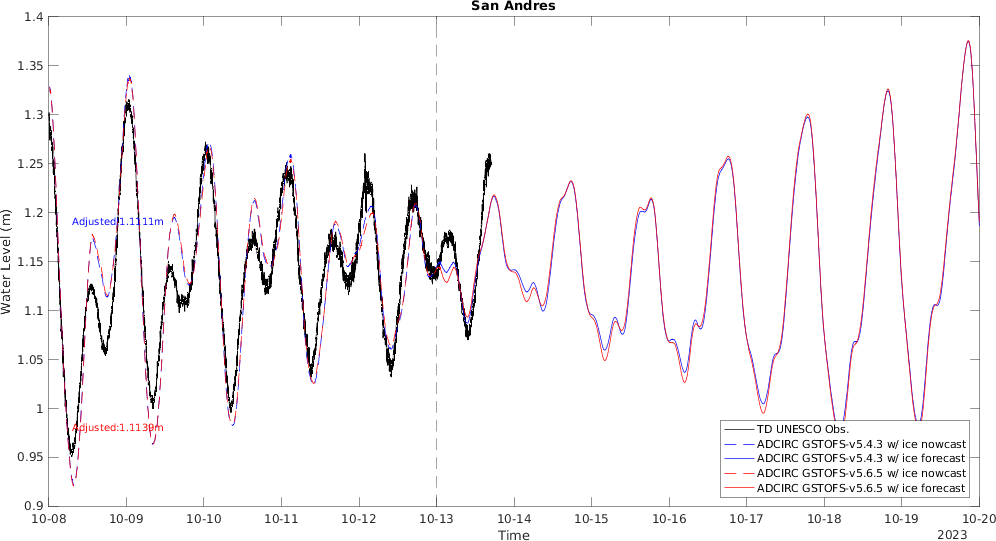 San Andres
1.4
1.35
1.3
1.25
1.2
1.15
1.1
1.05
1
0.95
0.9
Water Level (m)
Adjusted:1.1111m
Adjusted:1.1139m
TD UNESCO Obs.
ADCIRC GSTOFS-v5.4.3 w/ ice nowcast
ADCIRC GSTOFS-v5.4.3 w/ ice forecast
ADCIRC GSTOFS-v5.6.5 w/ ice nowcast
ADCIRC GSTOFS-v5.6.5 w/ ice forecast
10-08 10-09 10-10 10-11 10-12 10-13 10-14 10-15 10-16 10-17 10-18 10-19 10-20
Time
2023